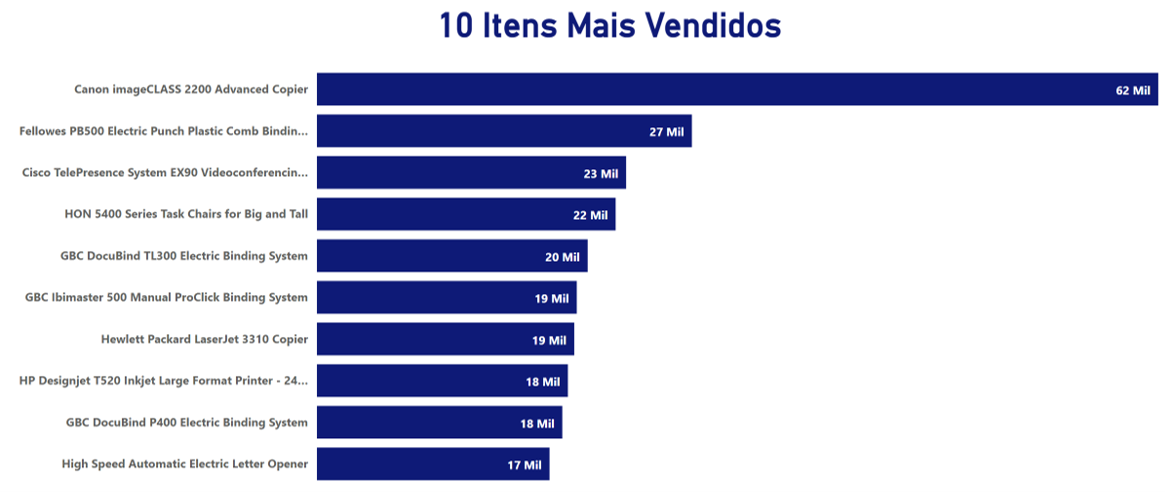 10 Itens Mais Vendidos
Canon imageCLASS 2200 Advanced Copier 62 Mil
Fellowes PB500 Electric Punch Plastic Comb Bindin... 27 Mil
Cisco TelePresence System EX90 Videoconferencin... 23 Mil
HON 5400 Series Task Chairs for Big and Tall 22 Mil
GBC DocuBind TL300 Electric Binding System 20 Mil
GBC Ibimaster 500 Manual ProClick Binding System 19 Mil
Hewlett Packard LaserJet 3310 Copier 19 Mil
HP Designjet T520 Inkjet Large Format Printer - 24... 18 Mil
GBC DocuBind P400 Electric Binding System 18 Mil
High Speed Automatic Electric Letter Opener 17 Mil